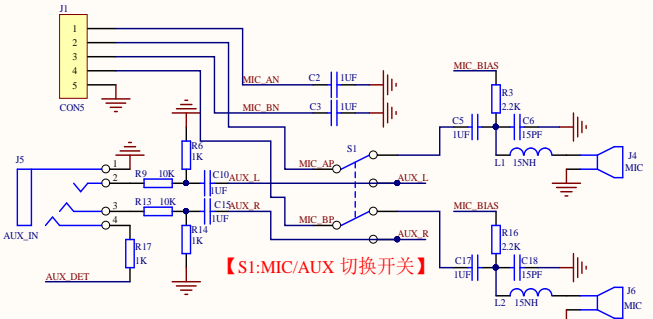 J1
1
2
3
4
5
CON5
MIC_AN
C2
1UF
MIC_BN
C3
1UF
MIC_BIAS
R3
2.2K
C5
1UF
C6
15PF
L1
15NH
J4
MIC
S1
MIC_AP
AUX_L
MIC_BP
AUX_R
J5
1
2
3
4
AUX_IN
R6
1K
R9
10K
C10
1UF
AUX_L
R13
10K
C15
1UF
AUX_R
R14
1K
R17
1K
AUX_DET
MIC_BIAS
R16
2.2K
C17
1UF
C18
15PF
L2
15NH
J6
MIC
【S1:MIC/AUX 切换开关】